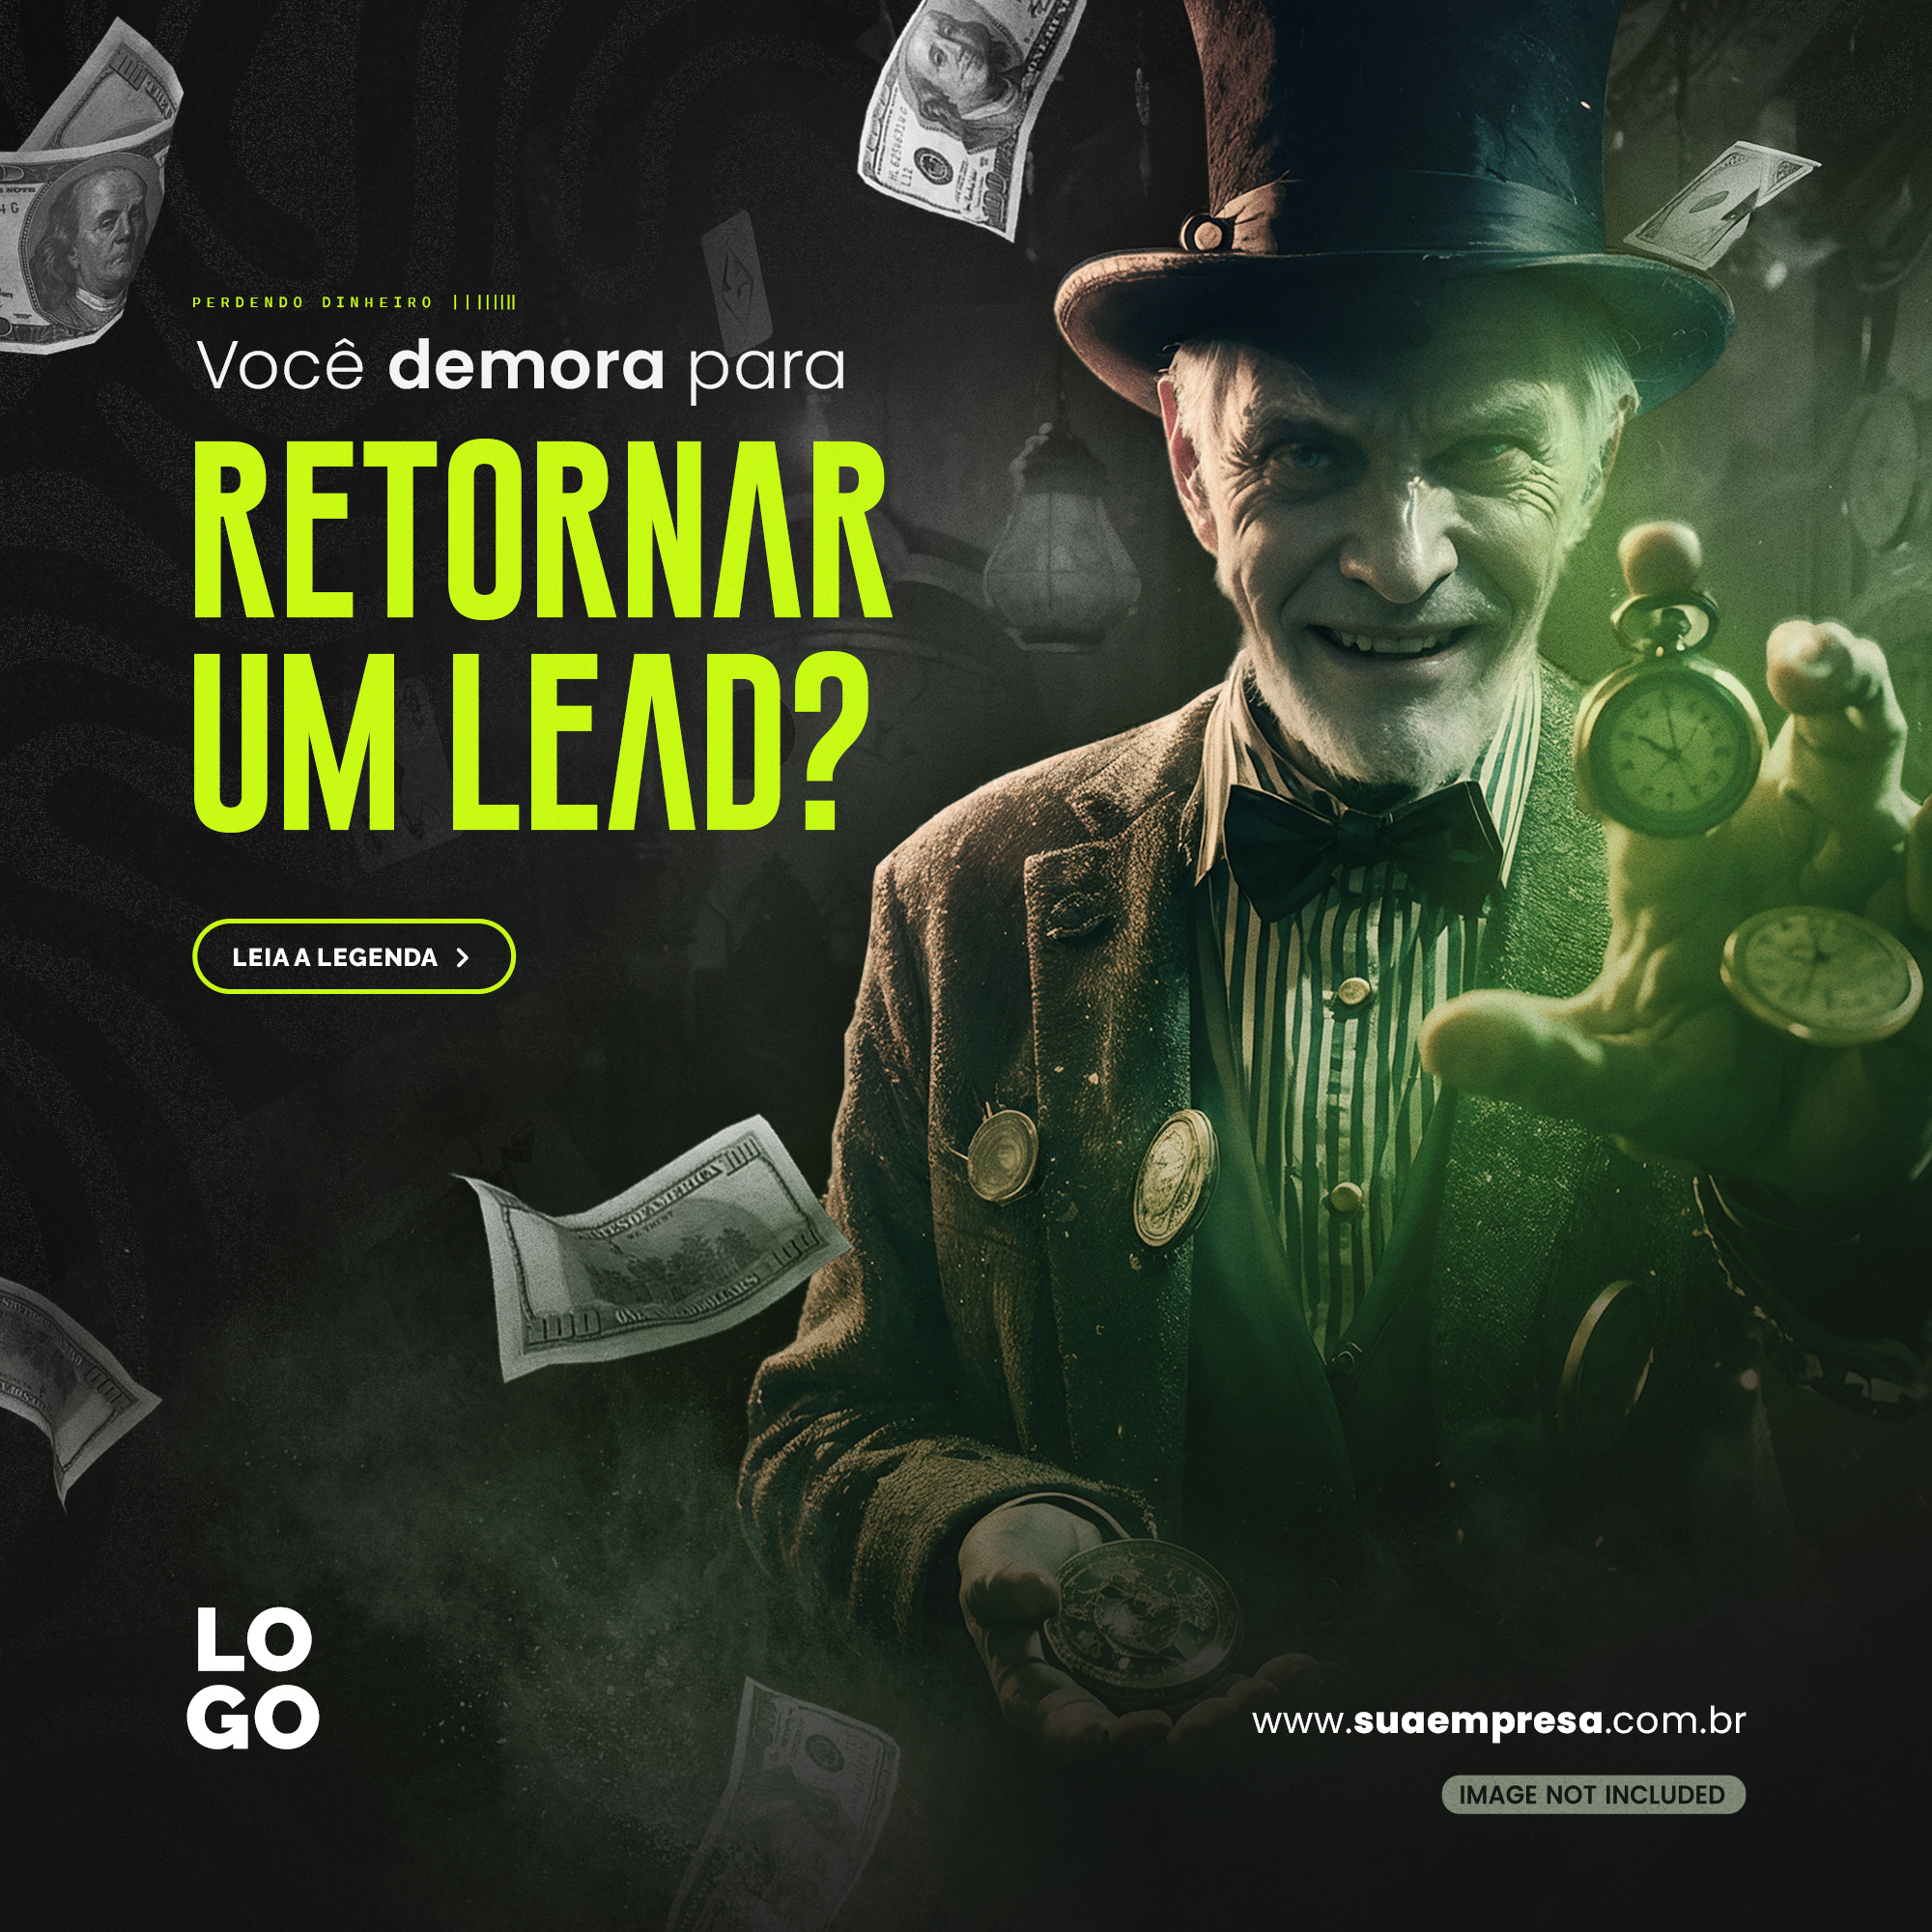 PERDENDO DINHEIRO ||||||||
Você demora para
RETORNAR
UM LEAD?
LEIA A LEGENDA >
LO
GO
www.suaempresa.com.br
IMAGE NOT INCLUDED